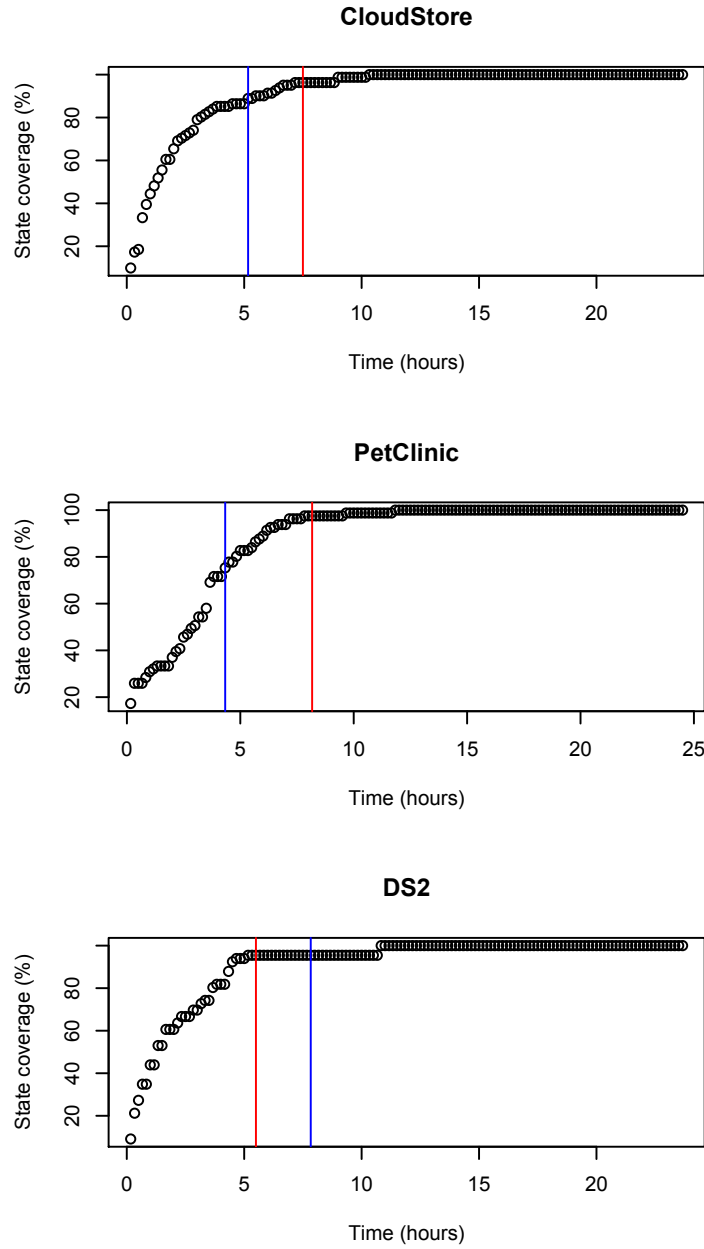 CloudStore
State coverage (%)
20 40 60 80
0 5 10 15 20
Time (hours)
PetClinic
State coverage (%)
20 40 60 80 100
0 5 10 15 20 25
Time (hours)
DS2
State coverage (%)
20 40 60 80
0 5 10 15 20
Time (hours)